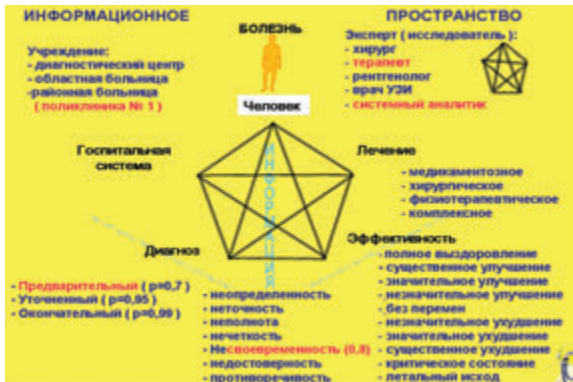 ИНФОРМАЦИОННОЕ
ПРОСТРАНСТВО
БОЛЕЗНЬ
Учреждение:
- диагностический центр
- областная больница
-районная больница
( поликлиника № 1 )
Эксперт ( исследователь ):
- хирург
- терапевт
- рентгенолог
- врач УЗИ
- системный аналитик
Человек
Госпитальная
система
ИНФОРМАЦИЯ
Лечение
- медикаментозное
- хирургическое
- физиотерапевтическое
- комплексное
Диагноз
- Предварительный ( p=0,7 )
- Уточненный ( p=0,95 )
- Окончательный ( p=0,99 )
- неопределенность
- неточность
- неполнота
- нечеткость
- Несвоевременность (0,8)
- недостоверность
- противоречивость
Эффективность
- полное выздоровление
- существенное улучшение
- значительное улучшение
- незначительное улучшение
- без перемен
- незначительное ухудшение
- значительное ухудшение
- существенное ухудшение
- критическое состояние
- летальный исход